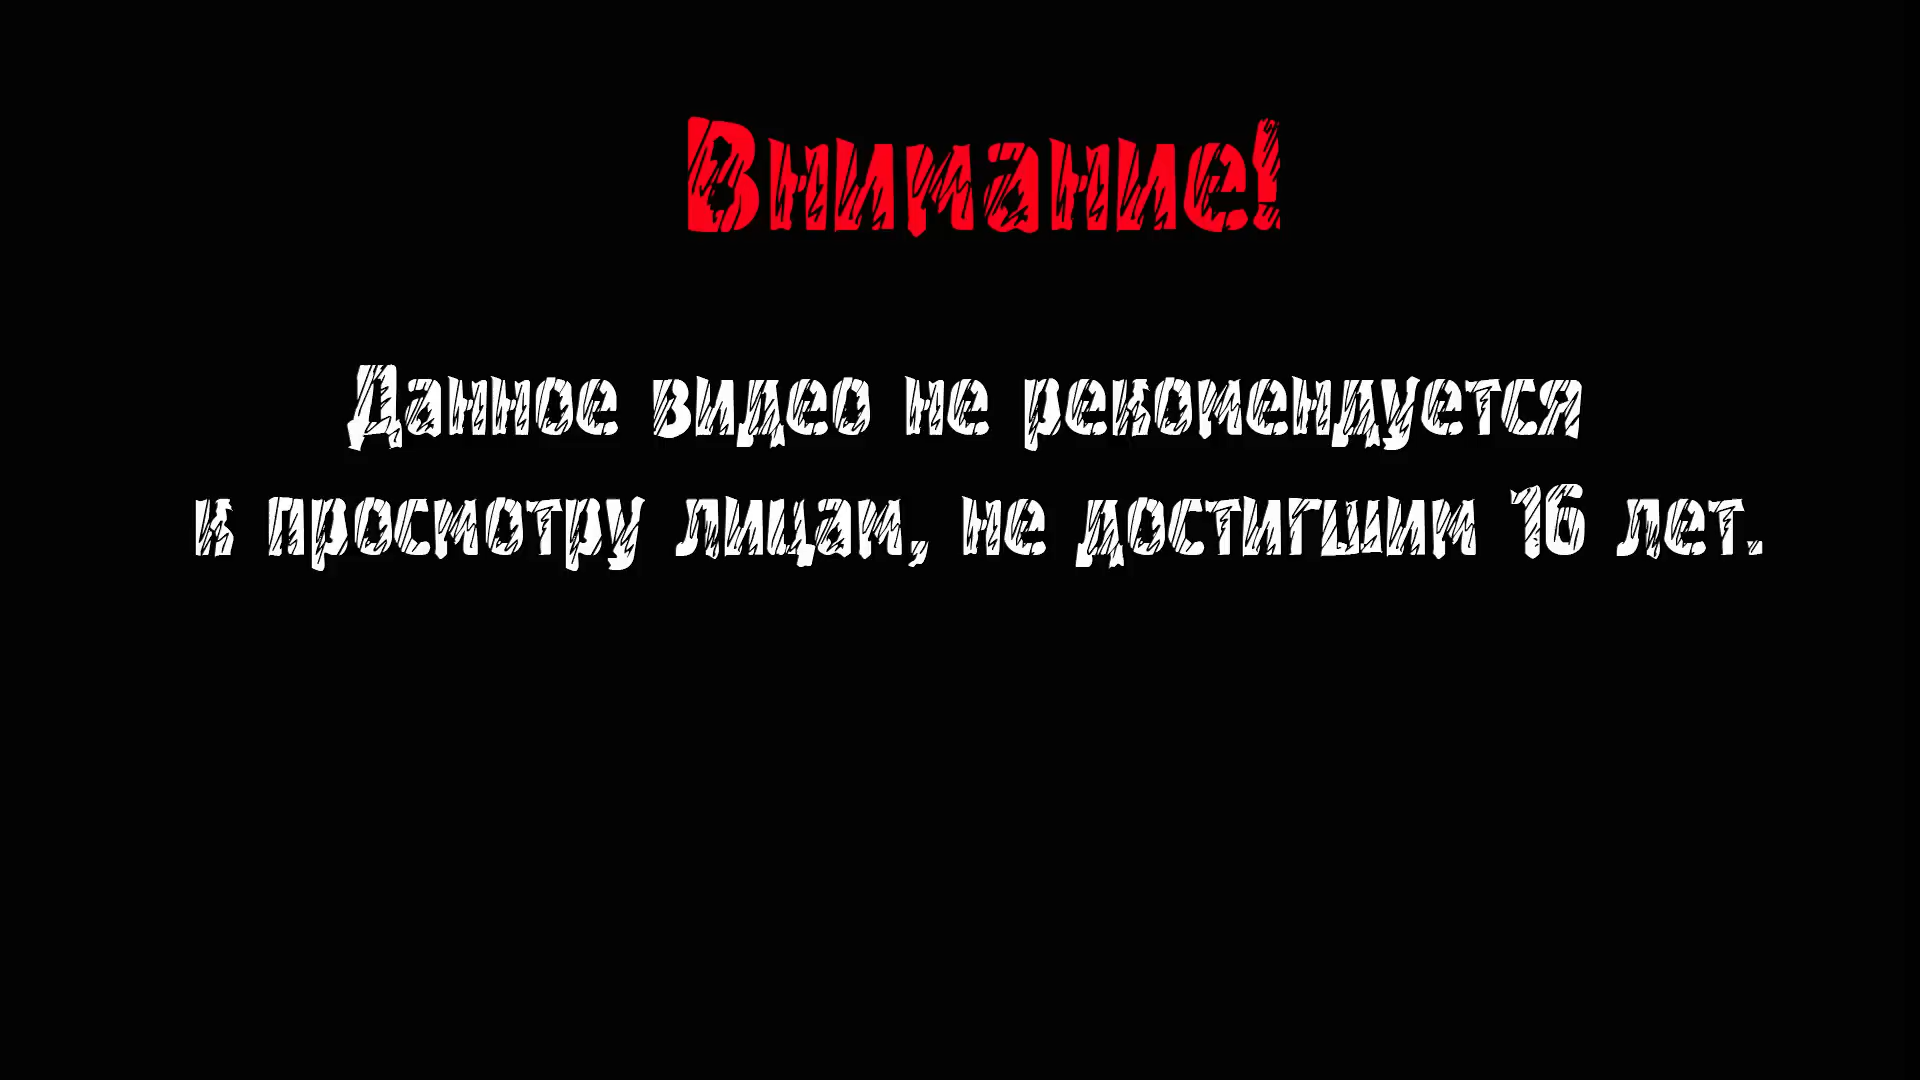 Внимание!
Данное видео не рекомендуется
к просмотру лицам, не достигшим 16 лет.